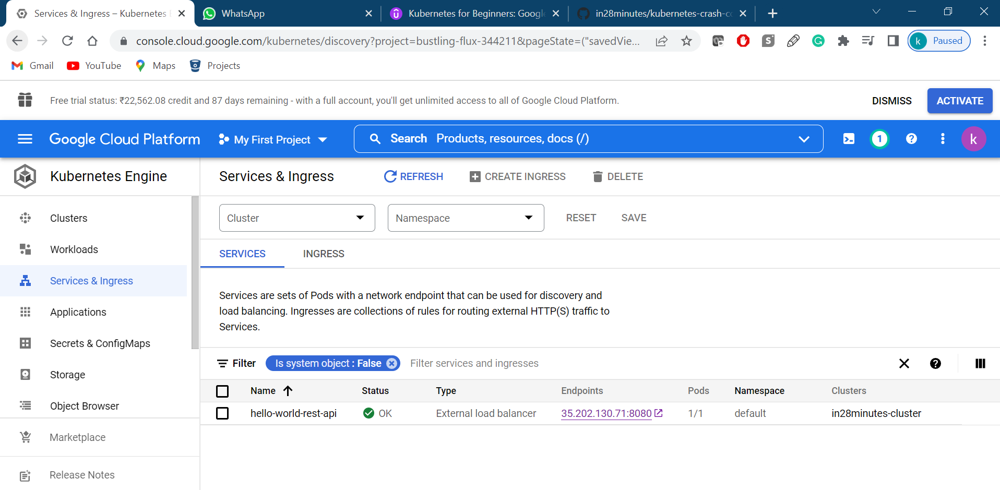 Services & Ingress – Kubernetes E
WhatsApp
Kubernetes for Beginners: Google
in28minutes/kubernetes-crash-co
console.cloud.google.com/kubernetes/discovery?project=bustling-flux-344211&pageState=("savedVie...
k Paused
Gmail
YouTube
Maps
Projects
Free trial status: ₹22,562.08 credit and 87 days remaining - with a full account, you'll get unlimited access to all of Google Cloud Platform.
DISMISS
ACTIVATE
Google Cloud Platform
My First Project
Search Products, resources, docs (/)
1
k
Kubernetes Engine
Services & Ingress
REFRESH
CREATE INGRESS
DELETE
Clusters
Workloads
Services & Ingress
Applications
Secrets & ConfigMaps
Storage
Object Browser
Marketplace
Release Notes
Cluster
Namespace
RESET
SAVE
SERVICES
INGRESS
Services are sets of Pods with a network endpoint that can be used for discovery and
load balancing. Ingresses are collections of rules for routing external HTTP(S) traffic to
Services.
Filter
Is system object : False
Filter services and ingresses
Name Status Type Endpoints Pods Namespace Clusters
hello-world-rest-api OK External load balancer 35.202.130.71:8080 1/1 default in28minutes-cluster